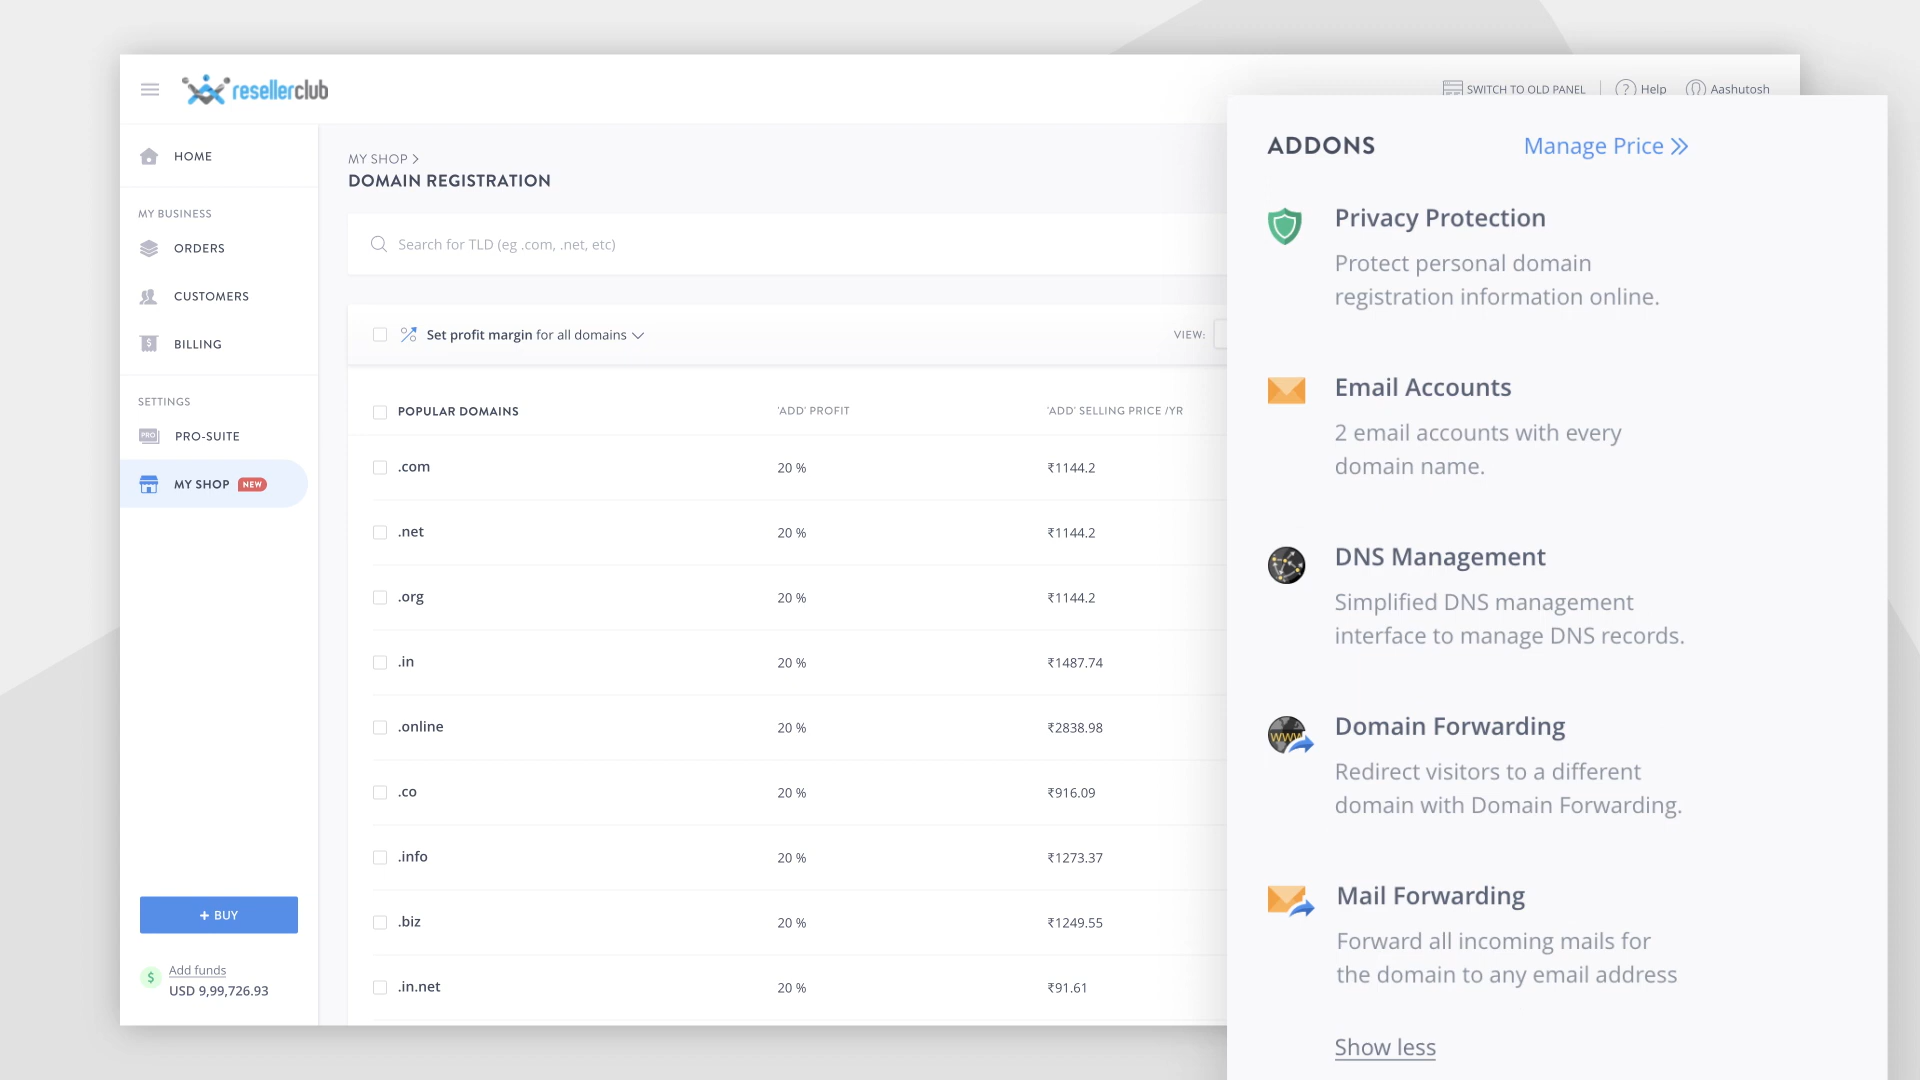 resellerclub
SWITCH TO OLD PANEL
Help
Aashutosh
HOME
MY BUSINESS
ORDERS
CUSTOMERS
BILLING
SETTINGS
PRO
PRO-SUITE
MY SHOP NEW
+ BUY
$
Add funds
USD 9,99,726.93
MY SHOP >
DOMAIN REGISTRATION
Search for TLD (eg .com, .net, etc)
Set profit margin for all domains
VIEW:
POPULAR DOMAINS 'ADD' PROFIT 'ADD' SELLING PRICE /YR
.com 20 % ₹1144.2
.net 20 % ₹1144.2
.org 20 % ₹1144.2
.in 20 % ₹1487.74
.online 20 % ₹2838.98
.co 20 % ₹916.09
.info 20 % ₹1273.37
.biz 20 % ₹1249.55
.in.net 20 % ₹91.61
ADDONS
Manage Price »
Privacy Protection
Protect personal domain
registration information online.
Email Accounts
2 email accounts with every
domain name.
DNS Management
Simplified DNS management
interface to manage DNS records.
www
Domain Forwarding
Redirect visitors to a different
domain with Domain Forwarding.
Mail Forwarding
Forward all incoming mails for
the domain to any email address
Show less